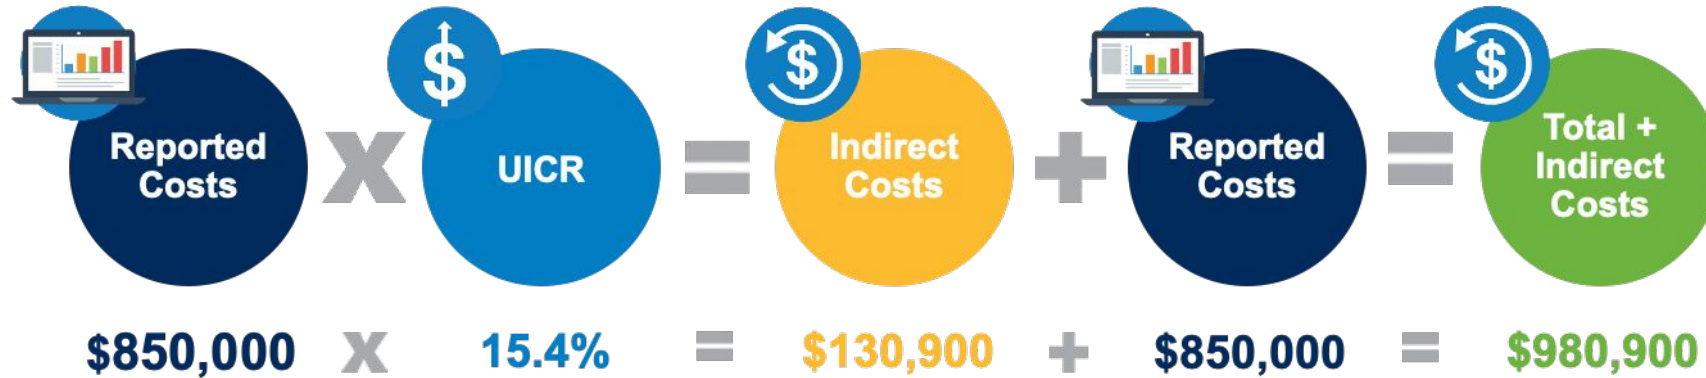 Reported
Costs
X
UICR
=
Indirect
Costs
+
Reported
Costs
=
Total +
Indirect
Costs
$850,000 X 15.4% = $130,900 + $850,000 = $980,900